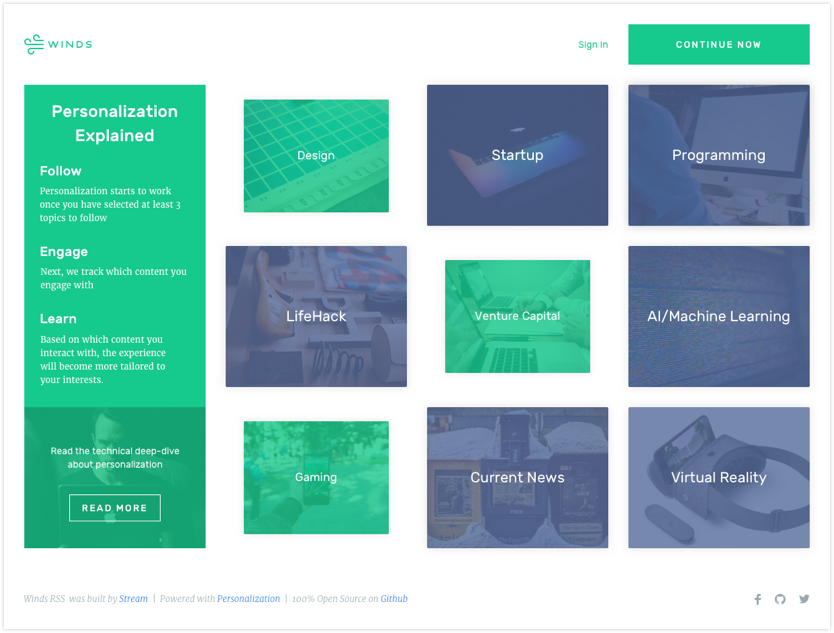 WINDS
Sign In
CONTINUE NOW
Personalization
Explained
Follow
Personalization starts to work
once you have selected at least 3
topics to follow
Engage
Next, we track which content you
engage with
Learn
Based on which content you
interact with, the experience
will become more tailored to
your interests.
Read the technical deep-dive
about personalization
READ MORE
Design
Startup
Programming
LifeHack
Venture Capital
AI/Machine Learning
Gaming
Current News
Virtual Reality
Winds RSS was built by Stream | Powered with Personalization | 100% Open Source on Github